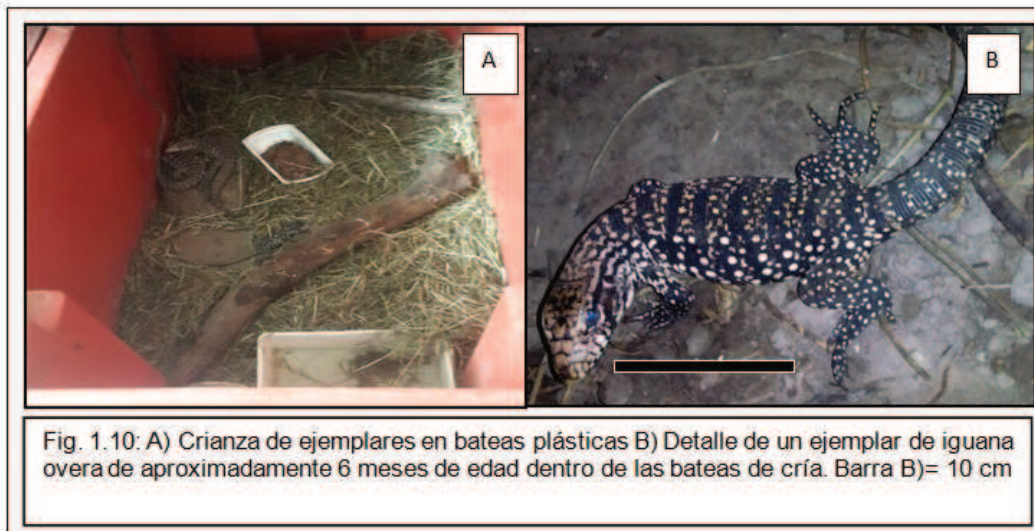 A
B
Fig. 1.10: A) Crianza de ejemplares en bateas plásticas B) Detalle de un ejemplar de iguana
overa de aproximadamente 6 meses de edad dentro de las bateas de cría. Barra B)= 10 cm